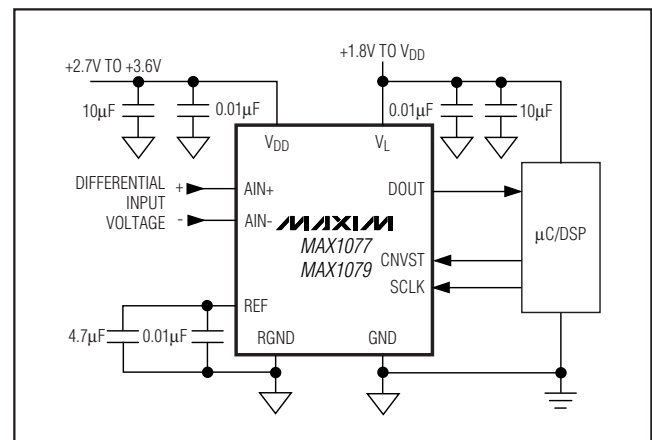 +2.7V TO +3.6V
+1.8V TO VDD
10μF
0.01μF
0.01μF
10μF
VDD
VL
DIFFERENTIAL
INPUT
VOLTAGE
+
-
AIN+
AIN-
DOUT
MAXIM
MAX1077
MAX1079
CNVST
SCLK
μC/DSP
REF
4.7μF
0.01μF
RGND
GND